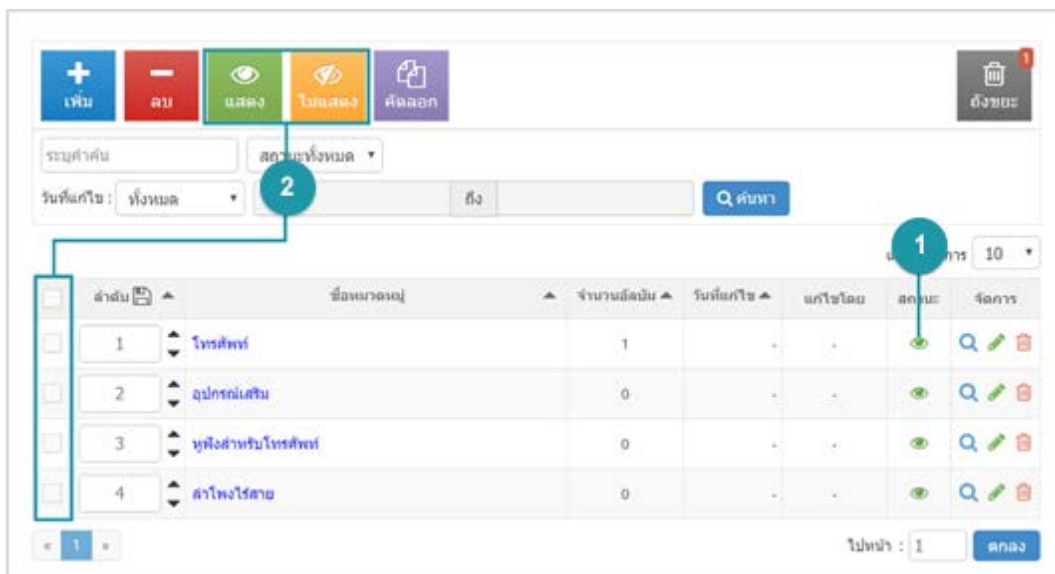 1
เพิ่ม ลบ แสดง ไม่แสดง คัดลอก ถังขยะ
ระบุคำค้น สถานะทั้งหมด
2
วันที่แก้ไข : ทั้งหมด ถึง ค้นหา
1
10
ลำดับ ชื่อหมวดหมู่ จำนวนอัลบัม วันที่แก้ไข แก้ไขโดย สถานะ จัดการ
1 โทรศัพท์ 1 - -
2 อุปกรณ์เสริม 0 - -
3 หูฟังสำหรับโทรศัพท์ 0 - -
4 ลำโพงไร้สาย 0 - -
« 1 » ไปหน้า : 1 ตกลง